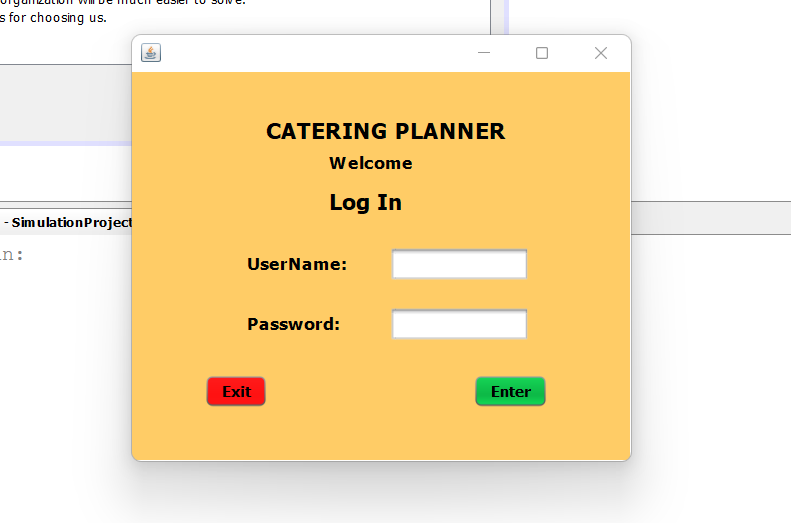 organization will be much easier to solve.
s for choosing us.
CATERING PLANNER
Welcome
Log In
- SimulationProject
n:
UserName:
Password:
Exit
Enter